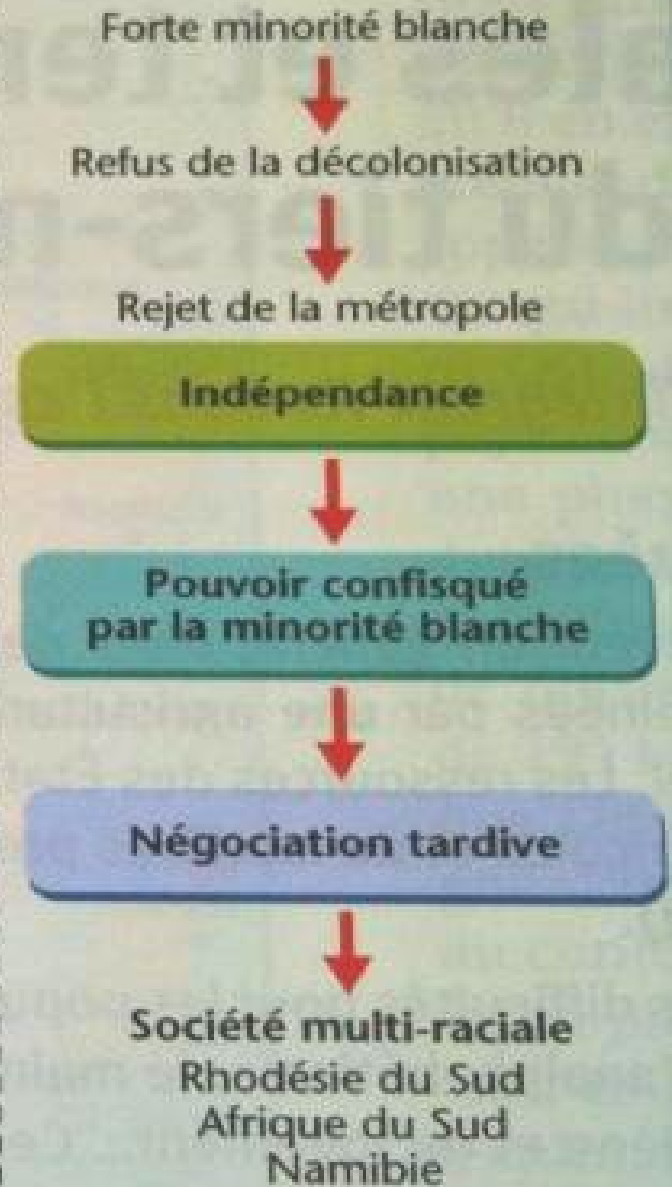 Forte minorité blanche
Refus de la décolonisation
Rejet de la métropole
Indépendance
Pouvoir confisqué
par la minorité blanche
Négociation tardive
Société multi-raciale
Rhodésie du Sud
Afrique du Sud
Namibie